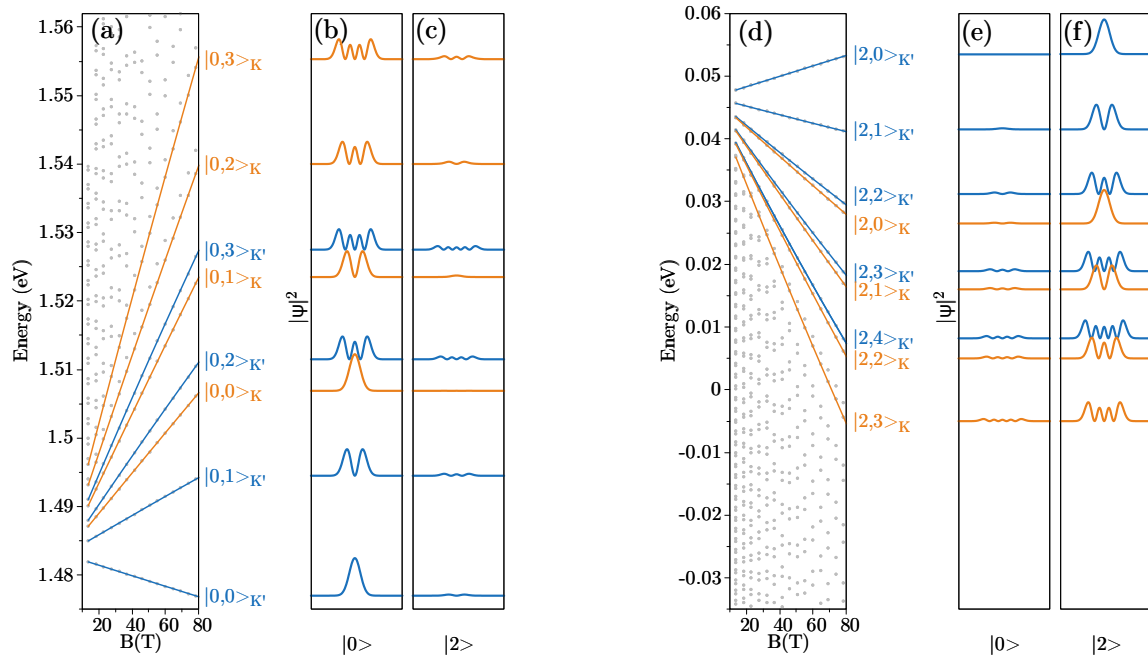 (a)
Energy (eV)
1.56
1.55
1.54
1.53
1.52
1.51
1.5
1.49
1.48
20 40 60 80
B(T)
|0,3>K
|0,2>K
|0,3>K'
|0,1>K
|0,2>K'
|0,0>K
|0,1>K'
|0,0>K'
(b)
|ψ|²
|0>
(c)
|2>
(d)
Energy (eV)
0.06
0.05
0.04
0.03
0.02
0.01
0
-0.01
-0.02
-0.03
20 40 60 80
B(T)
|2,0>K'
|2,1>K'
|2,2>K'
|2,0>K
|2,3>K'
|2,1>K
|2,4>K'
|2,2>K
|2,3>K
(e)
|ψ|²
|0>
(f)
|2>